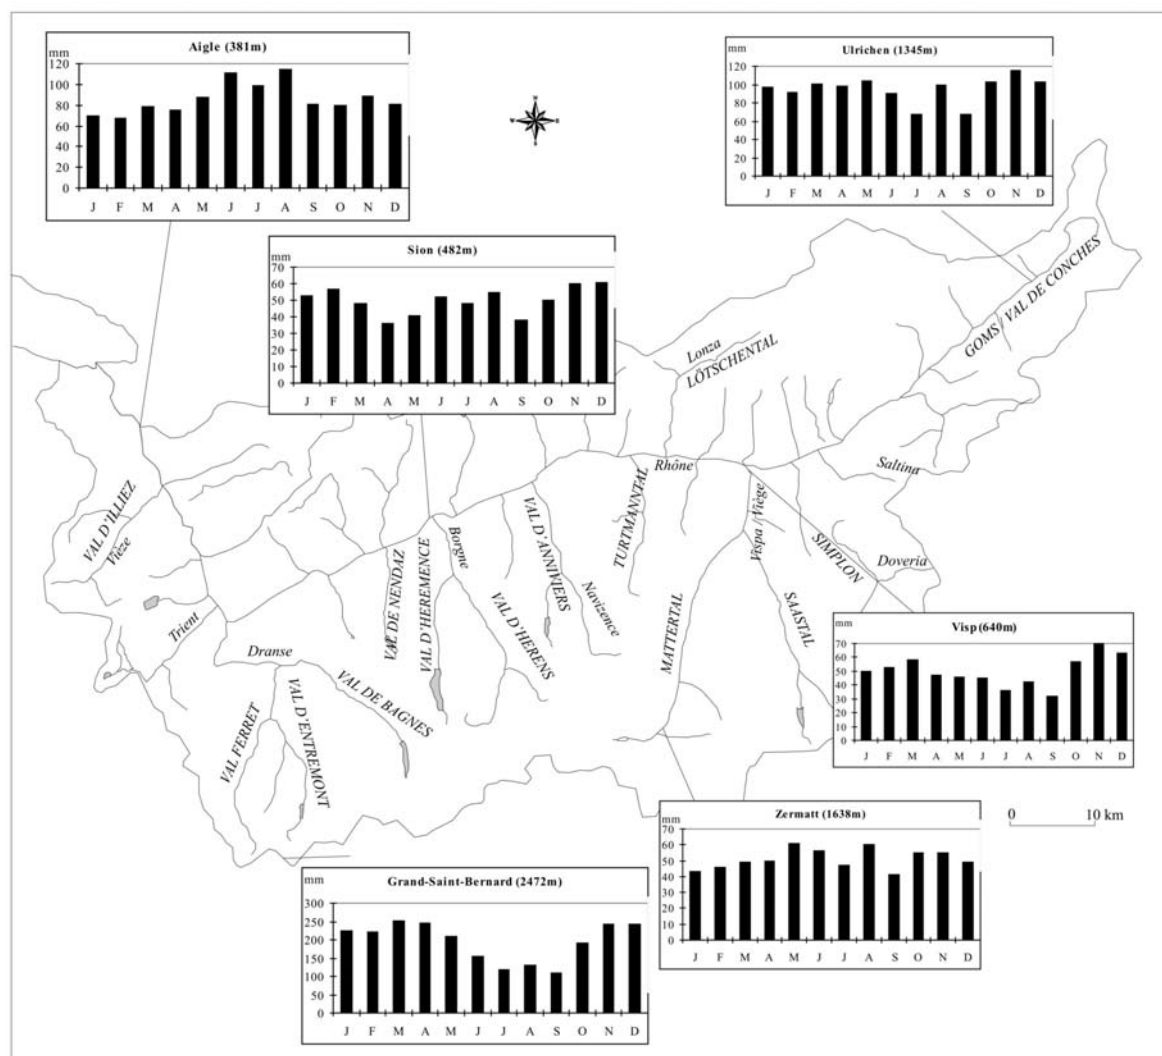 Aigle (381m)
mm
120
100
80
60
40
20
0
J F M A M J J A S O N D
Ulrichen (1345m)
mm
120
100
80
60
40
20
0
J F M A M J J A S O N D
Sion (482m)
mm
70
60
50
40
30
20
10
0
J F M A M J J A S O N D
GOMS / VAL DE CONCHES
Lonza
LÖTSCHENTAL
Rhône
Saltina
VAL D'ILLIEZ
Vièze
Trient
Dranse
VAL FERRET
VAL D'ENTREMONT
VAL DE BAGNES
VAL DE NENDAZ
VAL D'HEREMENCE
Borgne
VAL D'HERENS
VAL D'ANNIVIERS
Navizence
TURTMANNTAL
MATTERTAL
Vispa / Viège
SAASTAL
SIMPLON
Doveria
Visp (640m)
mm
70
60
50
40
30
20
10
0
J F M A M J J A S O N D
0 10 km
Zermatt (1638m)
mm
70
60
50
40
30
20
10
0
J F M A M J J A S O N D
Grand-Saint-Bernard (2472m)
mm
300
250
200
150
100
50
0
J F M A M J J A S O N D